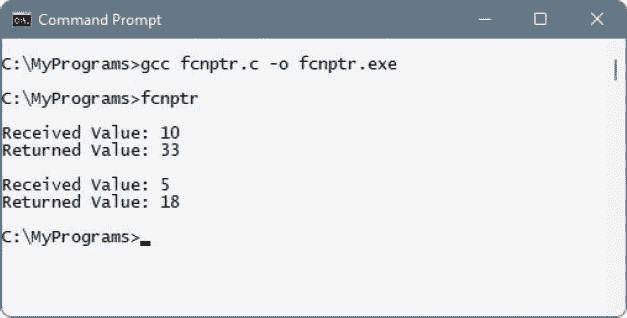 Command Prompt
C:\MyPrograms>gcc fcnptr.c -o fcnptr.exe
C:\MyPrograms>fcnptr
Received Value: 10
Returned Value: 33
Received Value: 5
Returned Value: 18
C:\MyPrograms>